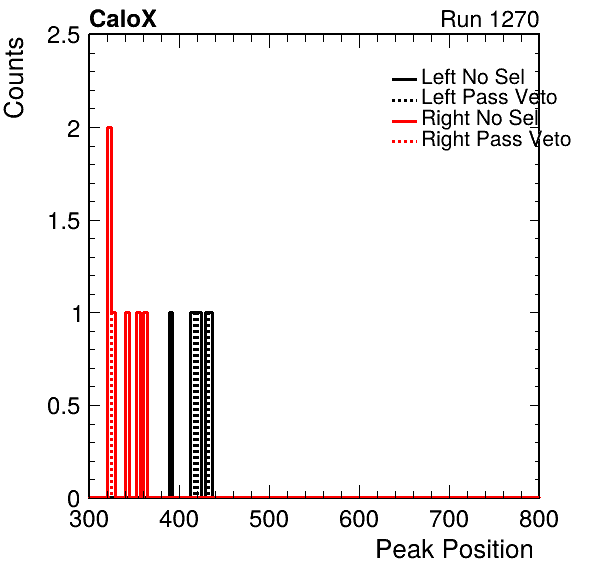 CaloX Run 1270
Counts
2.5
2
1.5
1
0.5
0
Left No Sel
Left Pass Veto
Right No Sel
Right Pass Veto
300 400 500 600 700 800
Peak Position